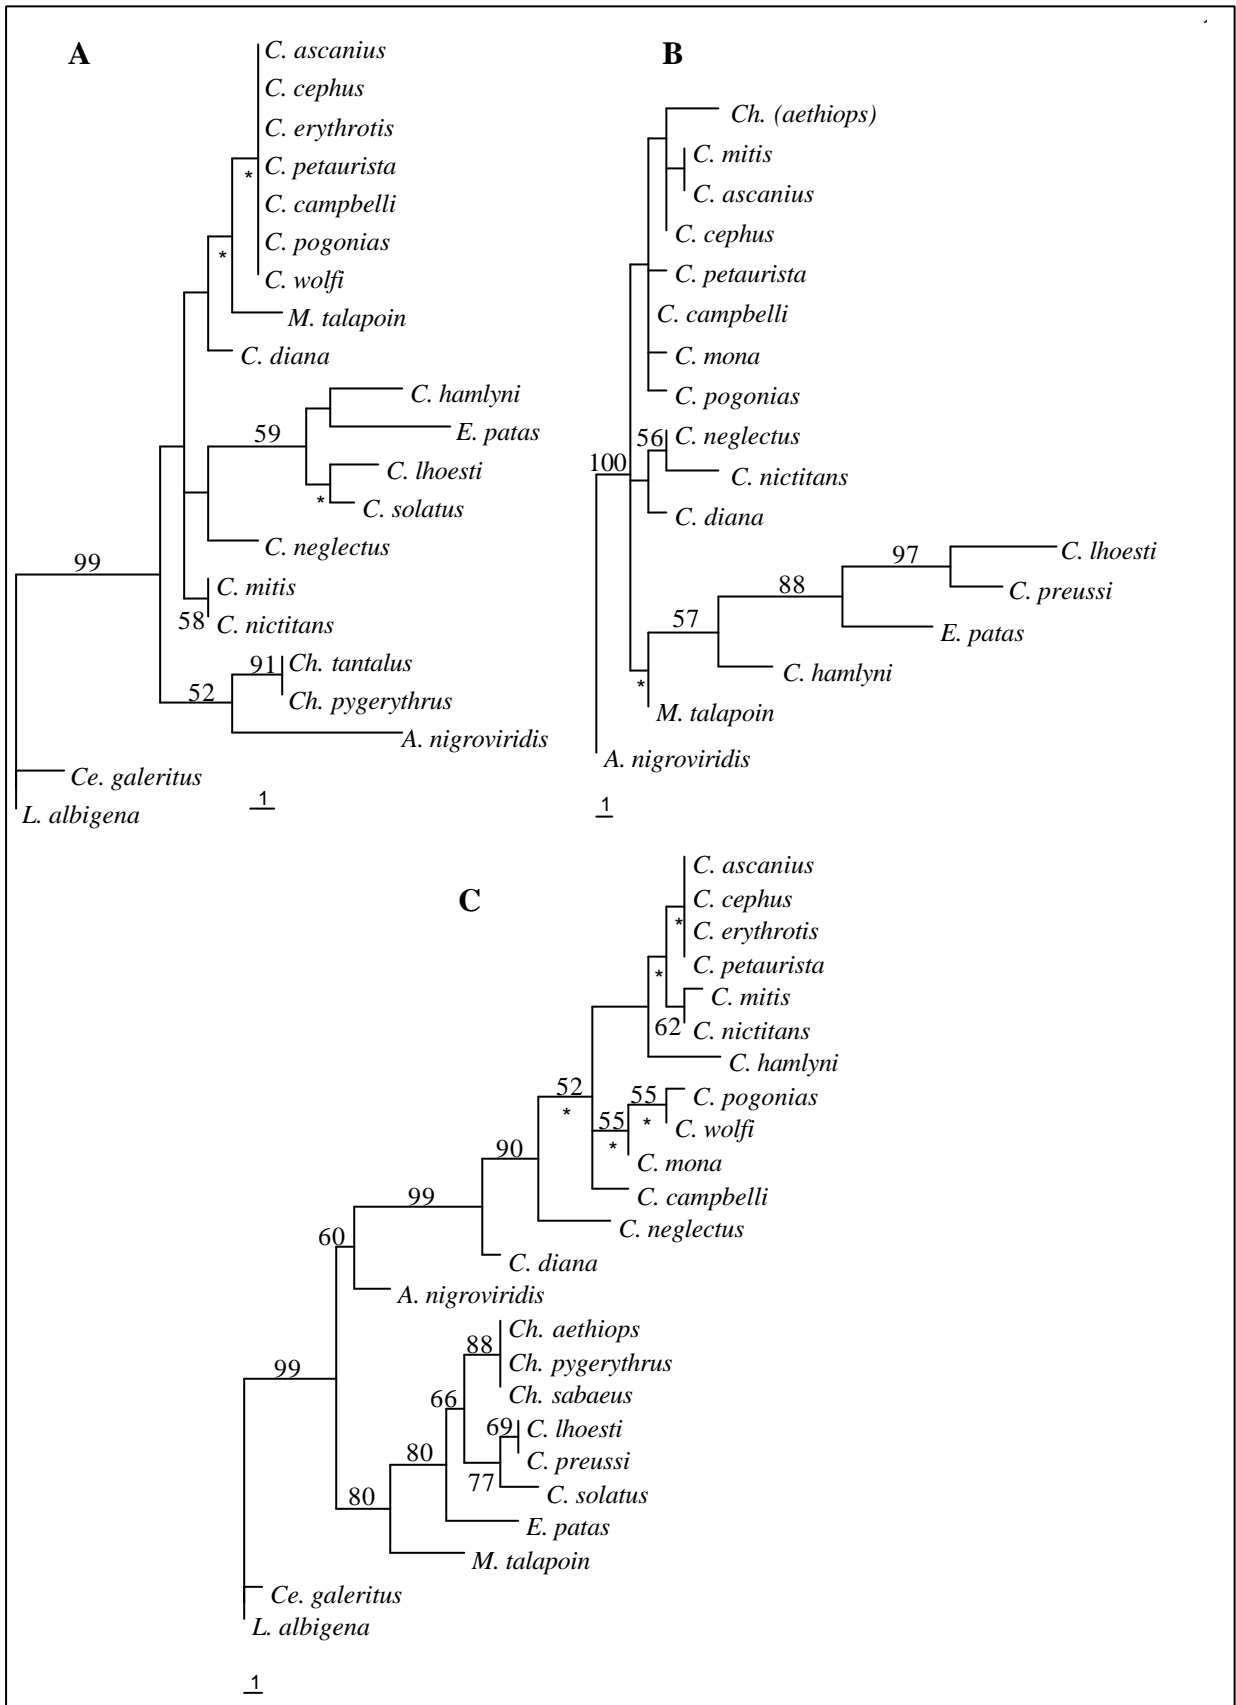 A
C. ascanius
C. cephus
C. erythrotis
*
C. petaurista
C. campbelli
*
C. pogonias
C. wolfi
M. talapoin
C. diana
C. hamlyni
59
E. patas
C. lhoesti
*
C. solatus
C. neglectus
99
C. mitis
58
C. nictitans
91
Ch. tantalus
52
Ch. pygerythrus
A. nigroviridis
Ce. galeritus
L. albigena
1
B
Ch. (aethiops)
C. mitis
C. ascanius
C. cephus
C. petaurista
C. campbelli
C. mona
C. pogonias
56
C. neglectus
100
C. nictitans
C. diana
97
C. lhoesti
88
C. preussi
57
E. patas
C. hamlyni
*
M. talapoin
A. nigroviridis
1
C
C. ascanius
C. cephus
*
C. erythrotis
C. petaurista
*
C. mitis
62
C. nictitans
C. hamlyni
52
*
55
*
C. pogonias
55
*
C. wolfi
90
C. mona
C. campbelli
99
C. neglectus
60
C. diana
A. nigroviridis
Ch. aethiops
88
Ch. pygerythrus
99
Ch. sabaeus
66
69
C. lhoesti
80
C. preussi
77
C. solatus
80
E. patas
M. talapoin
Ce. galeritus
L. albigena
1